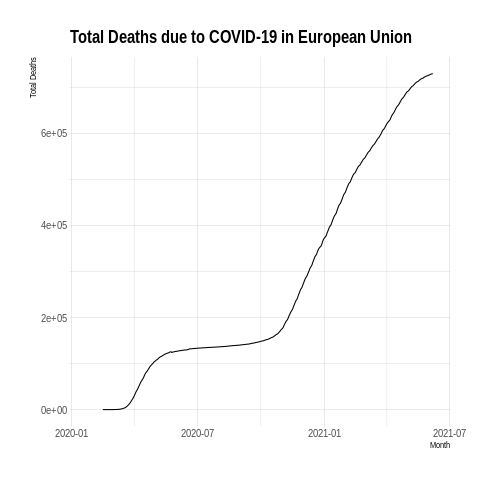 Total Deaths due to COVID-19 in European Union
Total Deaths
6e+05
4e+05
2e+05
0e+00
2020-01 2020-07 2021-01 2021-07
Month